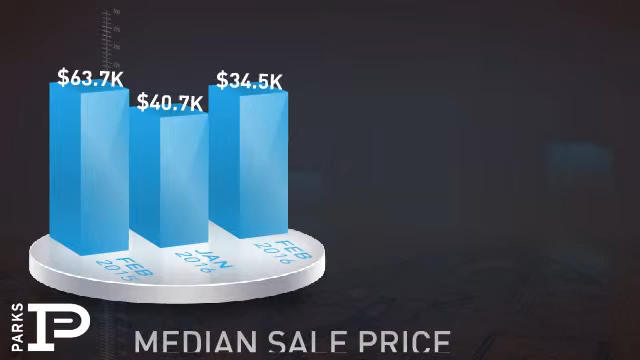 $63.7K
$40.7K
$34.5K
FEB
2015
JAN
2016
FEB
2016
PARKS
P
MEDIAN SALE PRICE